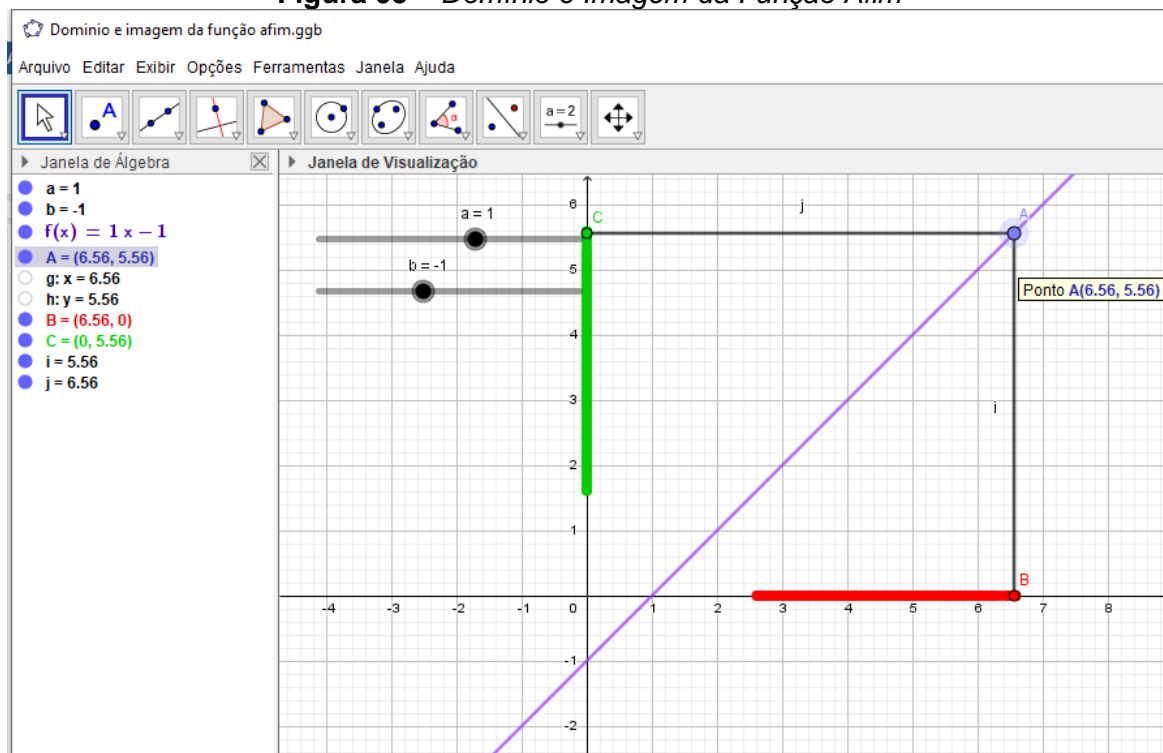 Dominio e imagem da função afim.ggb
Arquivo Editar Exibir Opções Ferramentas Janela Ajuda
A
α
a=2
Janela de Álgebra
Janela de Visualização
a = 1
b = -1
f(x) = 1 x − 1
A = (6.56, 5.56)
g: x = 6.56
h: y = 5.56
B = (6.56, 0)
C = (0, 5.56)
i = 5.56
j = 6.56
a = 1
b = -1
6
5
4
3
2
1
-1
-2
-4 -3 -2 -1 0 1 2 3 4 5 6 7 8
C
j
A
Ponto A(6.56, 5.56)
i
B